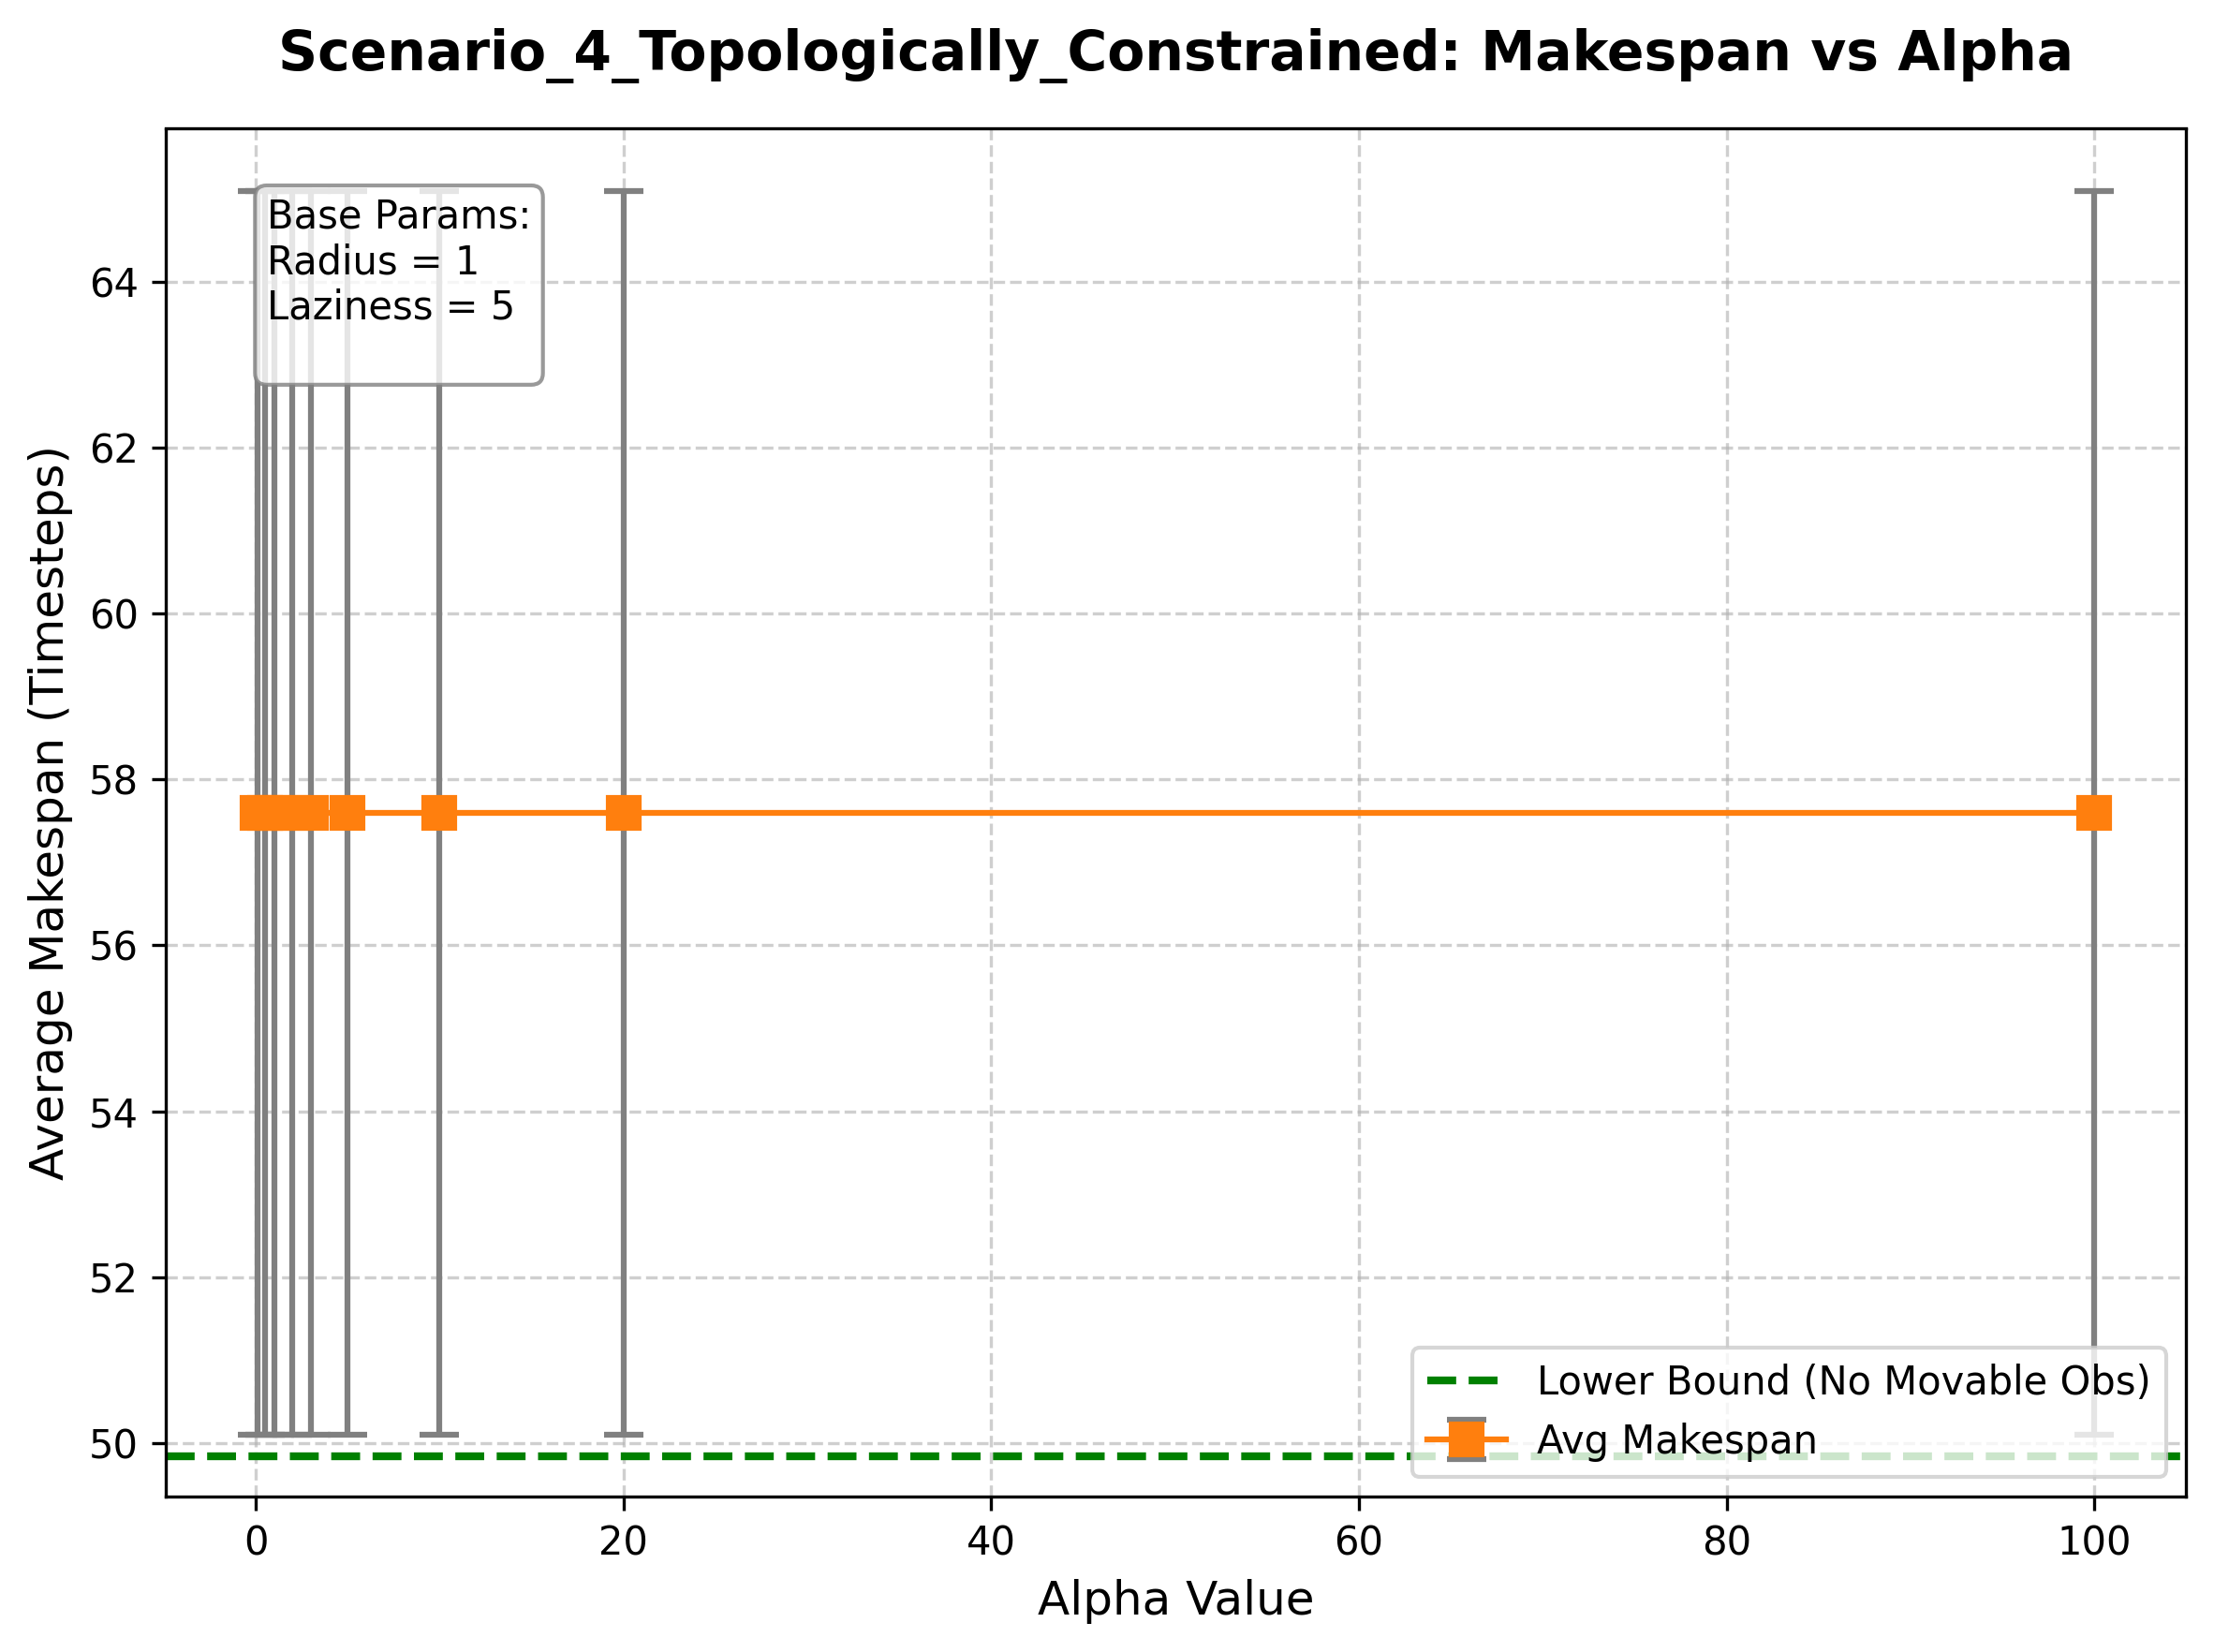 Scenario_4_Topologically_Constrained: Makespan vs Alpha
Base Params:
Radius = 1
Laziness = 5
Average Makespan (Timesteps)
64
62
60
58
56
54
52
50
Lower Bound (No Movable Obs)
Avg Makespan
0 20 40 60 80 100
Alpha Value